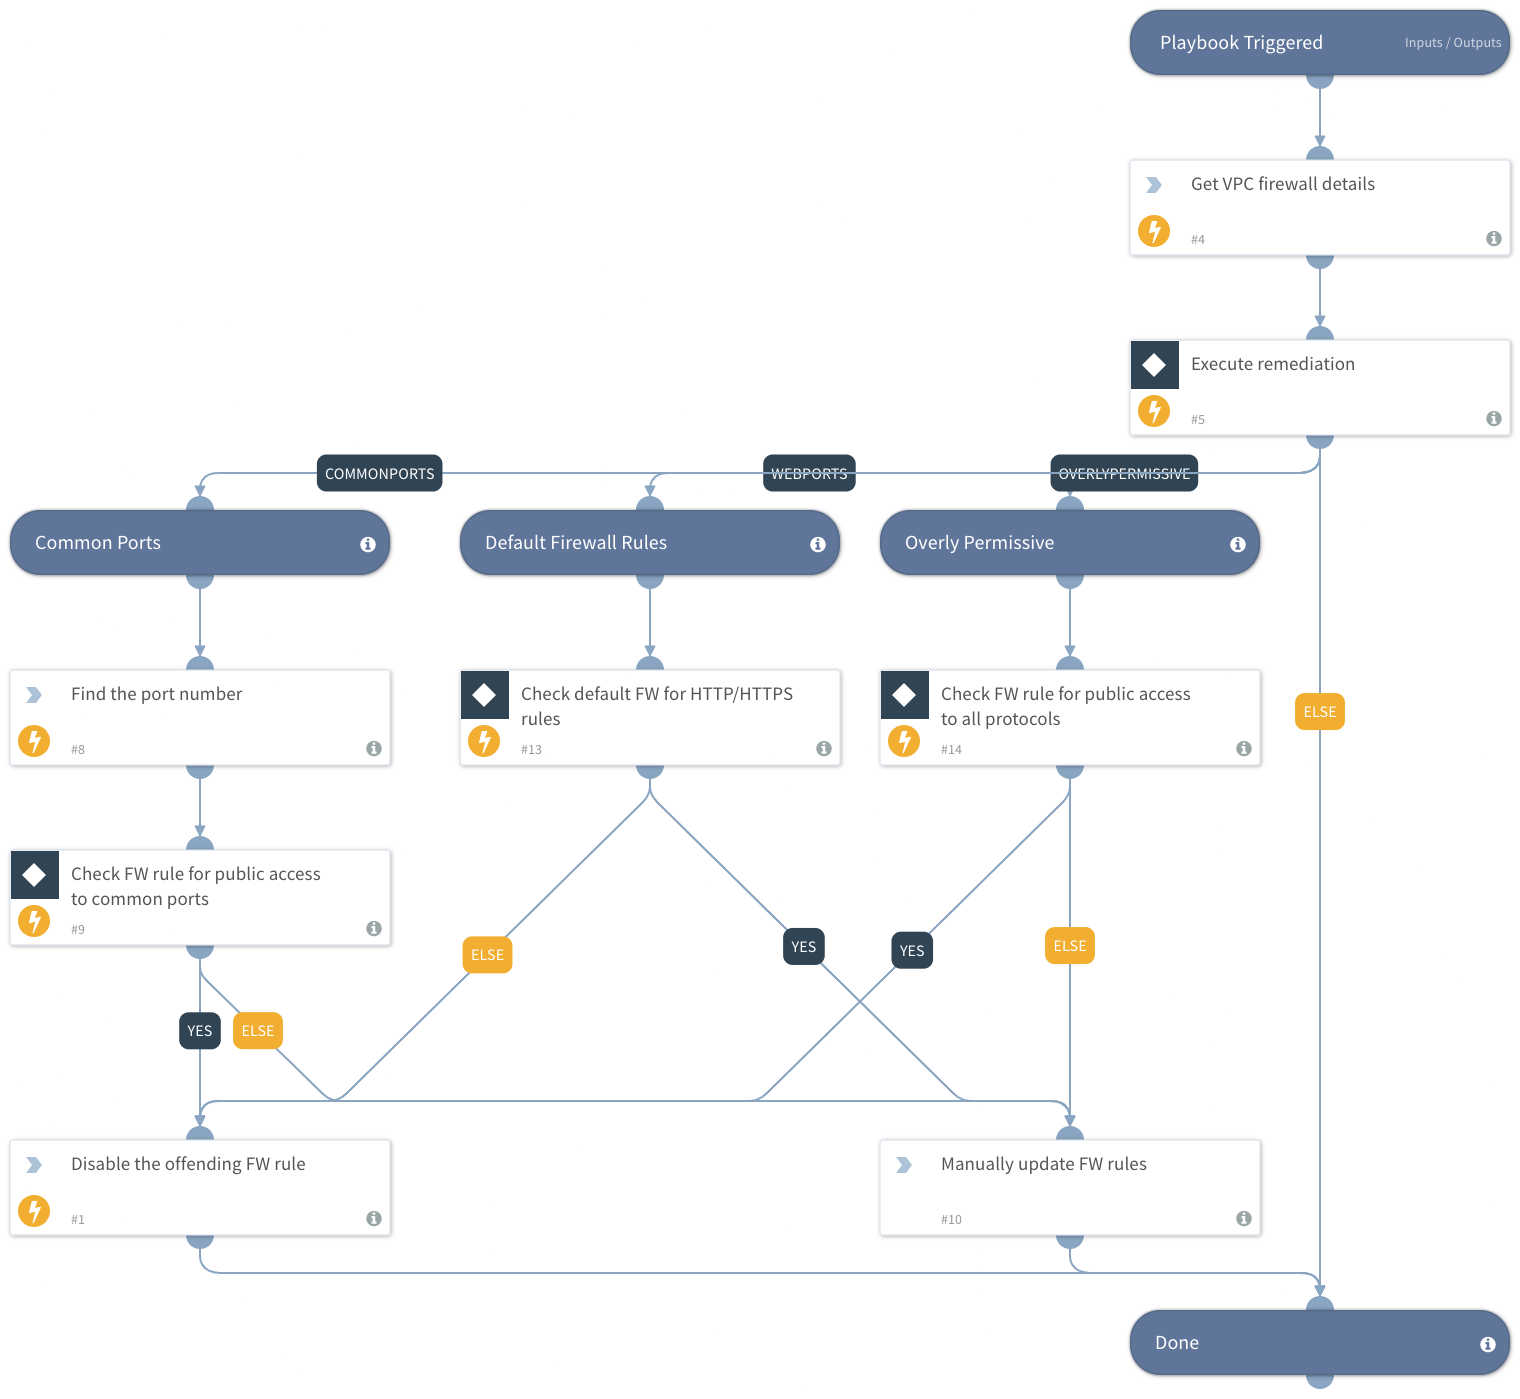 Playbook Triggered
Inputs / Outputs
Get VPC firewall details
#4
Execute remediation
#5
COMMONPORTS
WEBPORTS
OVERLYPERMISSIVE
Common Ports
Default Firewall Rules
Overly Permissive
Find the port number
#8
Check default FW for HTTP/HTTPS
rules
#13
Check FW rule for public access
to all protocols
#14
ELSE
Check FW rule for public access
to common ports
#9
ELSE
YES
YES
ELSE
YES
ELSE
Disable the offending FW rule
#1
Manually update FW rules
#10
Done